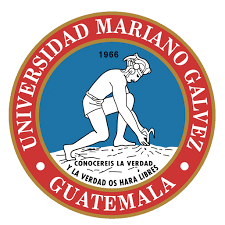 UNIVERSIDAD MARIANO GALVEZ
1966
CONOCEREIS LA VERDAD
Y LA VERDAD OS HARA LIBRES
GUATEMALA